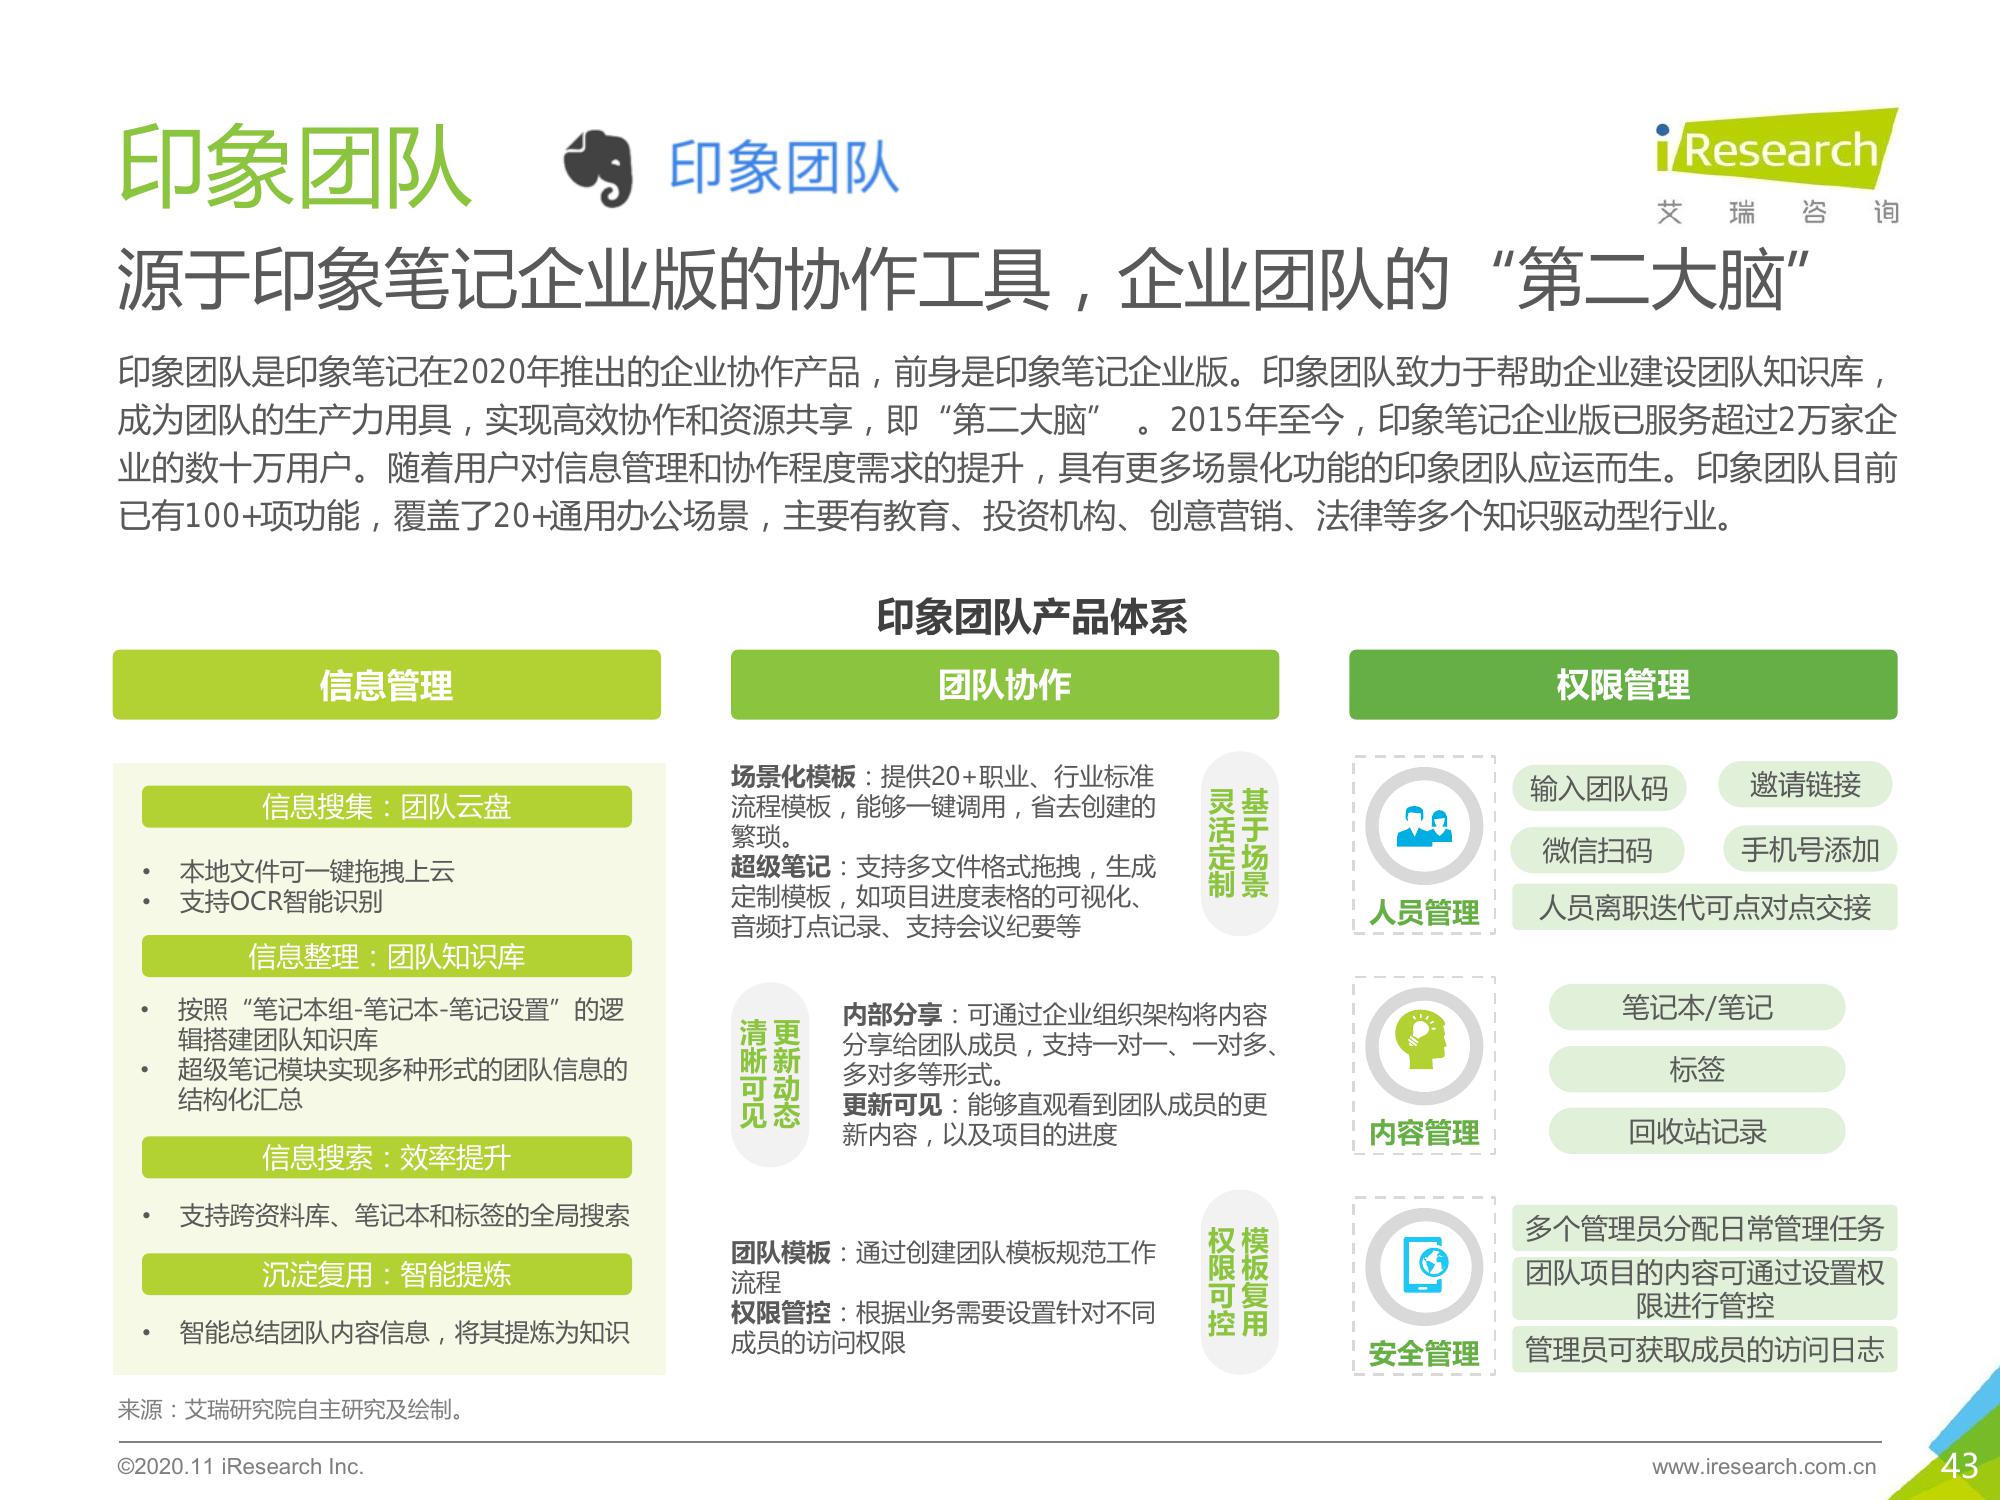 印象团队
印象团队
iResearch
艾瑞咨询
源于印象笔记企业版的协作工具，企业团队的“第二大脑”
印象团队是印象笔记在2020年推出的企业协作产品，前身是印象笔记企业版。印象团队致力于帮助企业建设团队知识库，
成为团队的生产力用具，实现高效协作和资源共享，即“第二大脑” 。2015年至今，印象笔记企业版已服务超过2万家企
业的数十万用户。随着用户对信息管理和协作程度需求的提升，具有更多场景化功能的印象团队应运而生。印象团队目前
已有100+项功能，覆盖了20+通用办公场景，主要有教育、投资机构、创意营销、法律等多个知识驱动型行业。
印象团队产品体系
信息管理
信息搜集：团队云盘
• 本地文件可一键拖拽上云
• 支持OCR智能识别
信息整理：团队知识库
• 按照“笔记本组-笔记本-笔记设置”的逻
辑搭建团队知识库
• 超级笔记模块实现多种形式的团队信息的
结构化汇总
信息搜索：效率提升
• 支持跨资料库、笔记本和标签的全局搜索
沉淀复用：智能提炼
• 智能总结团队内容信息，将其提炼为知识
团队协作
场景化模板：提供20+职业、行业标准
流程模板，能够一键调用，省去创建的
繁琐。
超级笔记：支持多文件格式拖拽，生成
定制模板，如项目进度表格的可视化、
音频打点记录、支持会议纪要等
基于场景
灵活定制
更新动态
清晰可见
内部分享：可通过企业组织架构将内容
分享给团队成员，支持一对一、一对多、
多对多等形式。
更新可见：能够直观看到团队成员的更
新内容，以及项目的进度
团队模板：通过创建团队模板规范工作
流程
权限管控：根据业务需要设置针对不同
成员的访问权限
模板复用
权限可控
权限管理
人员管理
输入团队码
邀请链接
微信扫码
手机号添加
人员离职迭代可点对点交接
内容管理
笔记本/笔记
标签
回收站记录
安全管理
多个管理员分配日常管理任务
团队项目的内容可通过设置权
限进行管控
管理员可获取成员的访问日志
来源：艾瑞研究院自主研究及绘制。
©2020.11 iResearch Inc.
www.iresearch.com.cn
43